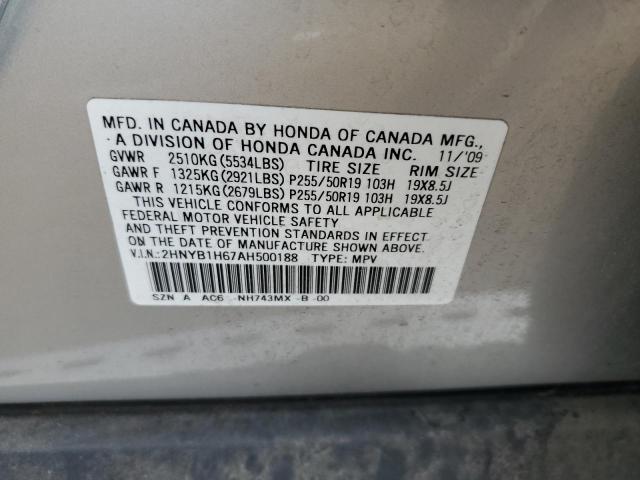 MFD. IN CANADA BY HONDA OF CANADA MFG.,
A DIVISION OF HONDA CANADA INC. 11/'09
GVWR 2510KG(5534LBS) TIRE SIZE RIM SIZE
GAWR F 1325KG(2921LBS) P255/50R19 103H 19X8.5J
GAWR R 1215KG(2679LBS) P255/50R19 103H 19X8.5J
THIS VEHICLE CONFORMS TO ALL APPLICABLE
FEDERAL MOTOR VEHICLE SAFETY
AND THEFT PREVENTION STANDARDS IN EFFECT
ON THE DATE OF MANUFACTURE SHOWN ABOVE.
V.I.N.:2HNYB1H67AH500188 TYPE: MPV
SZN A AC6 -NH743MX -B -00